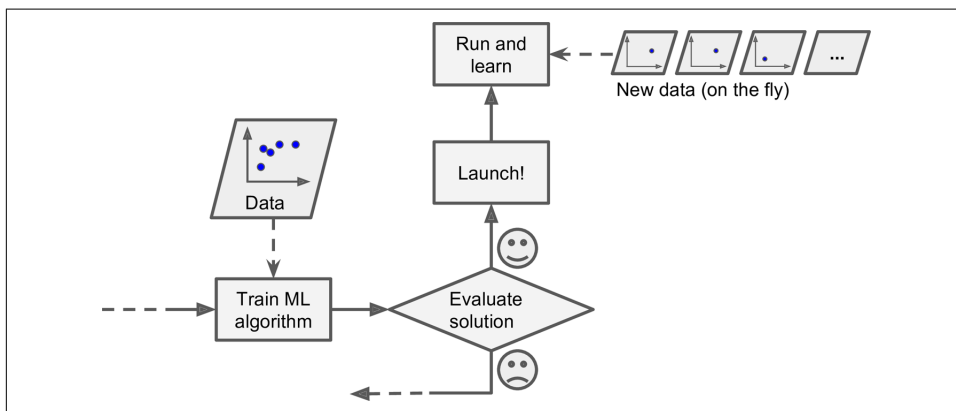 Run and
learn
...
New data (on the fly)
Launch!
Data
Train ML
algorithm
Evaluate
solution